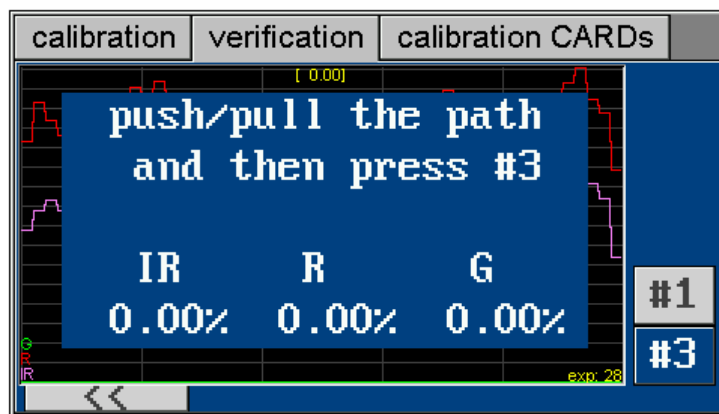 calibration verification calibration CARDs
[ 0.00]
push/pull the path
and then press #3
IR R G
0.00% 0.00% 0.00%
#1
#3
G
R
IR
exp: 28
<<